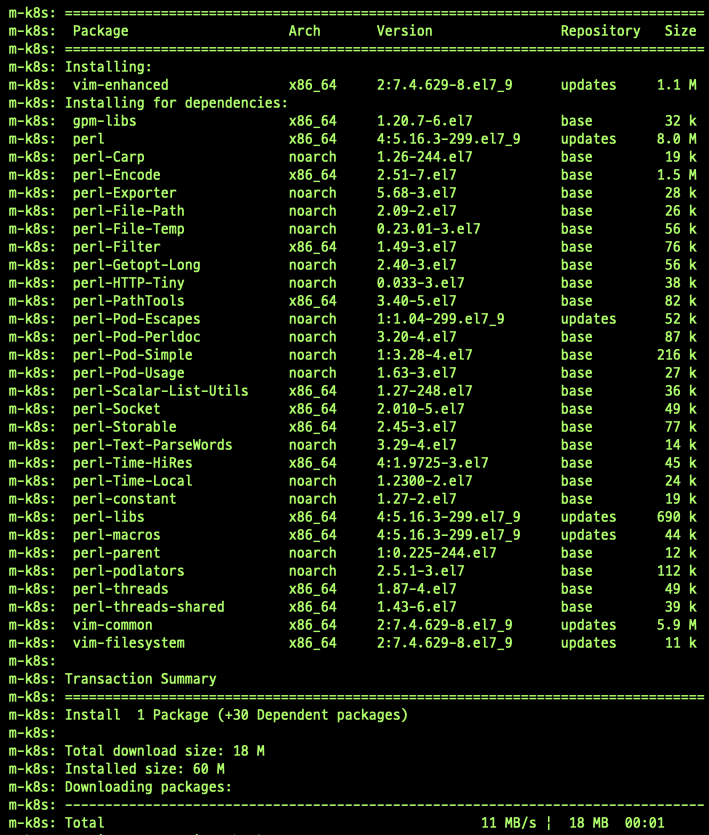 m-k8s: ================================================================================
m-k8s:  Package                    Arch       Version                Repository   Size
m-k8s: ================================================================================
m-k8s: Installing:
m-k8s:  vim-enhanced               x86_64     2:7.4.629-8.el7_9      updates     1.1 M
m-k8s: Installing for dependencies:
m-k8s:  gpm-libs                   x86_64     1.20.7-6.el7           base         32 k
m-k8s:  perl                       x86_64     4:5.16.3-299.el7_9     updates     8.0 M
m-k8s:  perl-Carp                  noarch     1.26-244.el7           base         19 k
m-k8s:  perl-Encode                x86_64     2.51-7.el7             base        1.5 M
m-k8s:  perl-Exporter              noarch     5.68-3.el7             base         28 k
m-k8s:  perl-File-Path             noarch     2.09-2.el7             base         26 k
m-k8s:  perl-File-Temp             noarch     0.23.01-3.el7          base         56 k
m-k8s:  perl-Filter                x86_64     1.49-3.el7             base         76 k
m-k8s:  perl-Getopt-Long           noarch     2.40-3.el7             base         56 k
m-k8s:  perl-HTTP-Tiny             noarch     0.033-3.el7            base         38 k
m-k8s:  perl-PathTools             x86_64     3.40-5.el7             base         82 k
m-k8s:  perl-Pod-Escapes           noarch     1:1.04-299.el7_9       updates      52 k
m-k8s:  perl-Pod-Perldoc           noarch     3.20-4.el7             base         87 k
m-k8s:  perl-Pod-Simple            noarch     1:3.28-4.el7           base        216 k
m-k8s:  perl-Pod-Usage             noarch     1.63-3.el7             base         27 k
m-k8s:  perl-Scalar-List-Utils     x86_64     1.27-248.el7           base         36 k
m-k8s:  perl-Socket                x86_64     2.010-5.el7            base         49 k
m-k8s:  perl-Storable              x86_64     2.45-3.el7             base         77 k
m-k8s:  perl-Text-ParseWords       noarch     3.29-4.el7             base         14 k
m-k8s:  perl-Time-HiRes            x86_64     4:1.9725-3.el7         base         45 k
m-k8s:  perl-Time-Local            noarch     1.2300-2.el7           base         24 k
m-k8s:  perl-constant              noarch     1.27-2.el7             base         19 k
m-k8s:  perl-libs                  x86_64     4:5.16.3-299.el7_9     updates     690 k
m-k8s:  perl-macros                x86_64     4:5.16.3-299.el7_9     updates      44 k
m-k8s:  perl-parent                noarch     1:0.225-244.el7        base         12 k
m-k8s:  perl-podlators             noarch     2.5.1-3.el7            base        112 k
m-k8s:  perl-threads               x86_64     1.87-4.el7             base         49 k
m-k8s:  perl-threads-shared        x86_64     1.43-6.el7             base         39 k
m-k8s:  vim-common                 x86_64     2:7.4.629-8.el7_9      updates     5.9 M
m-k8s:  vim-filesystem             x86_64     2:7.4.629-8.el7_9      updates      11 k
m-k8s:
m-k8s: Transaction Summary
m-k8s: ================================================================================
m-k8s: Install  1 Package (+30 Dependent packages)
m-k8s:
m-k8s: Total download size: 18 M
m-k8s: Installed size: 60 M
m-k8s: Downloading packages:
m-k8s: --------------------------------------------------------------------------------
m-k8s: Total                                               11 MB/s |  18 MB  00:01